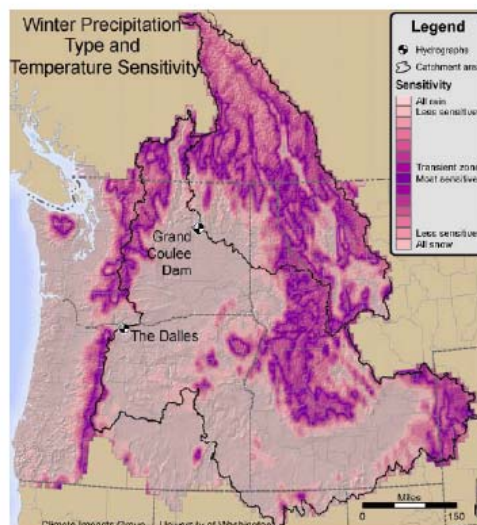 Winter Precipitation
Type and
Temperature Sensitivity
Legend
Hydrographs
Catchment area
Sensitivity
All rain
Less sensitive
Transient zone
Most sensitive
Less sensitive
All snow
Grand
Coulee
Dam
The Dalles
Miles
0
150
Climate Impacts Group
University of Washington